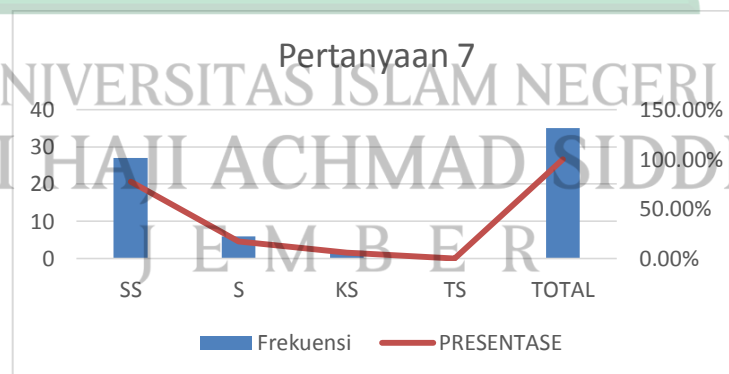 Pertanyaan 7
NIVERSITAS ISLAM NEGERI
40 150.00%
30
HAJI ACHMAD SIDD
100.00%
20
50.00%
10
JEMBER
0 0.00%
SS S KS TS TOTAL
Frekuensi PRESENTASE